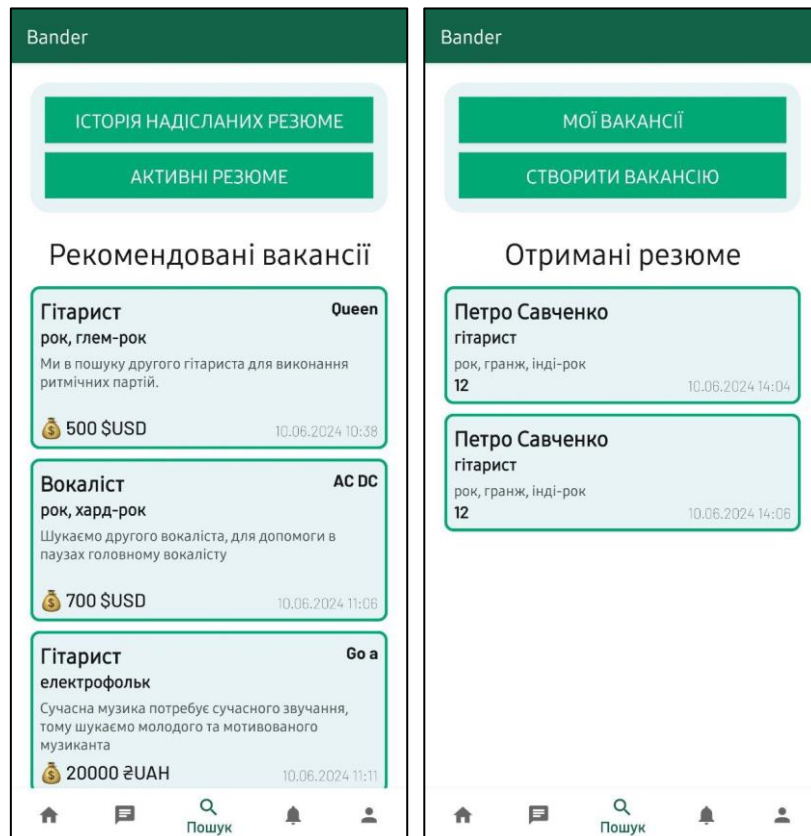 Bander
ІСТОРІЯ НАДІСЛАНИХ РЕЗЮМЕ
АКТИВНІ РЕЗЮМЕ
Рекомендовані вакансії
Гітарист
Queen
рок, глем-рок
Ми в пошуку другого гітариста для виконання
ритмічних партій.
500 $USD
10.06.2024 10:38
Вокаліст
AC DC
рок, хард-рок
Шукаємо другого вокаліста, для допомоги в
паузах головному вокалісту
700 $USD
10.06.2024 11:06
Гітарист
Go a
електрофольк
Сучасна музика потребує сучасного звучання,
тому шукаємо молодого та мотивованого
музиканта
20000 ₴UAH
10.06.2024 11:11
Пошук
Bander
МОЇ ВАКАНСІЇ
СТВОРИТИ ВАКАНСІЮ
Отримані резюме
Петро Савченко
гітарист
рок, гранж, інді-рок
12
10.06.2024 14:04
Петро Савченко
гітарист
рок, гранж, інді-рок
12
10.06.2024 14:06
Пошук